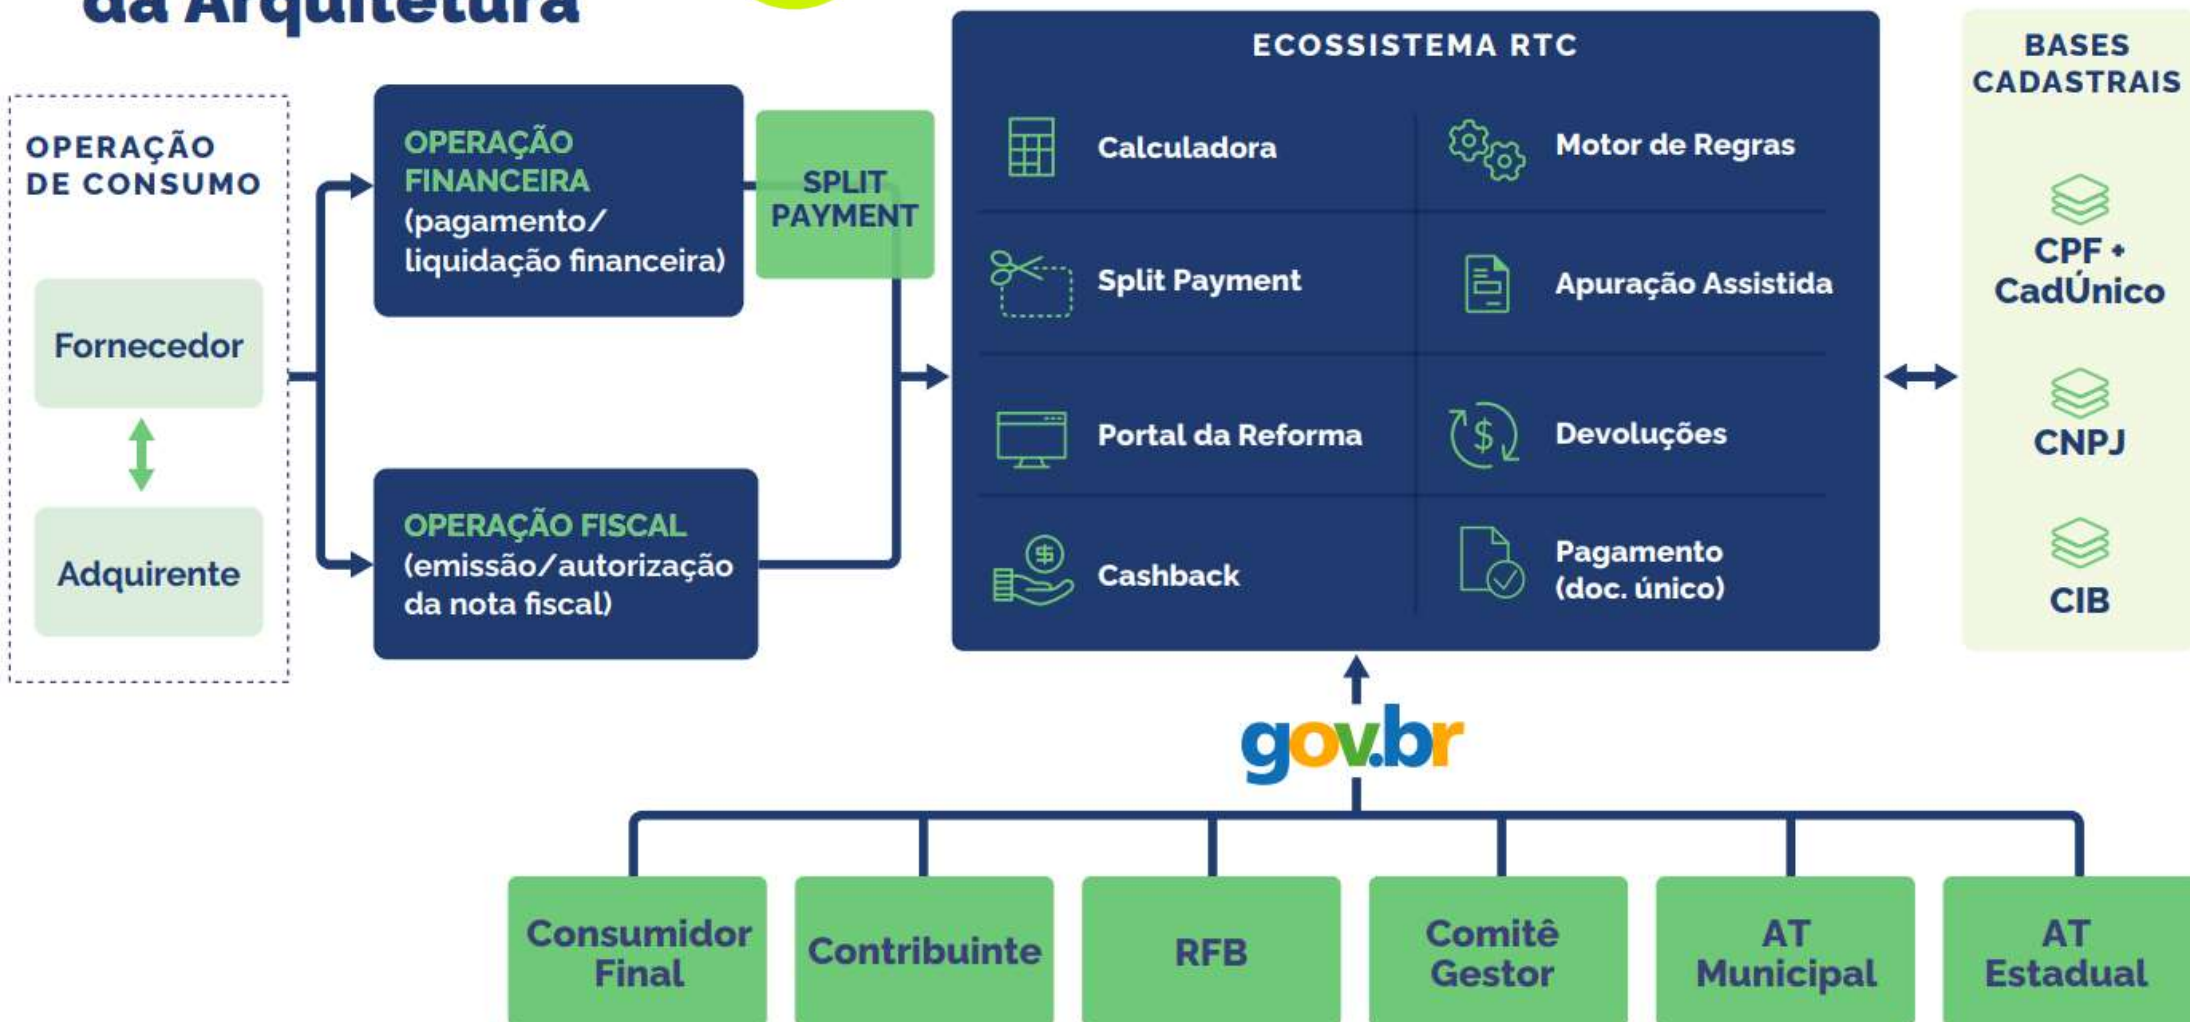 da Arquitetura
OPERAÇÃO
DE CONSUMO
Fornecedor
Adquirente
OPERAÇÃO
FINANCEIRA
(pagamento/
liquidação financeira)
SPLIT
PAYMENT
OPERAÇÃO FISCAL
(emissão/autorização
da nota fiscal)
ECOSSISTEMA RTC
Calculadora
Motor de Regras
Split Payment
Apuração Assistida
Portal da Reforma
$
Devoluções
$
Cashback
Pagamento
(doc. único)
BASES
CADASTRAIS
CPF +
CadÚnico
CNPJ
CIB
gov.br
Consumidor
Final
Contribuinte
RFB
Comitê
Gestor
AT
Municipal
AT
Estadual